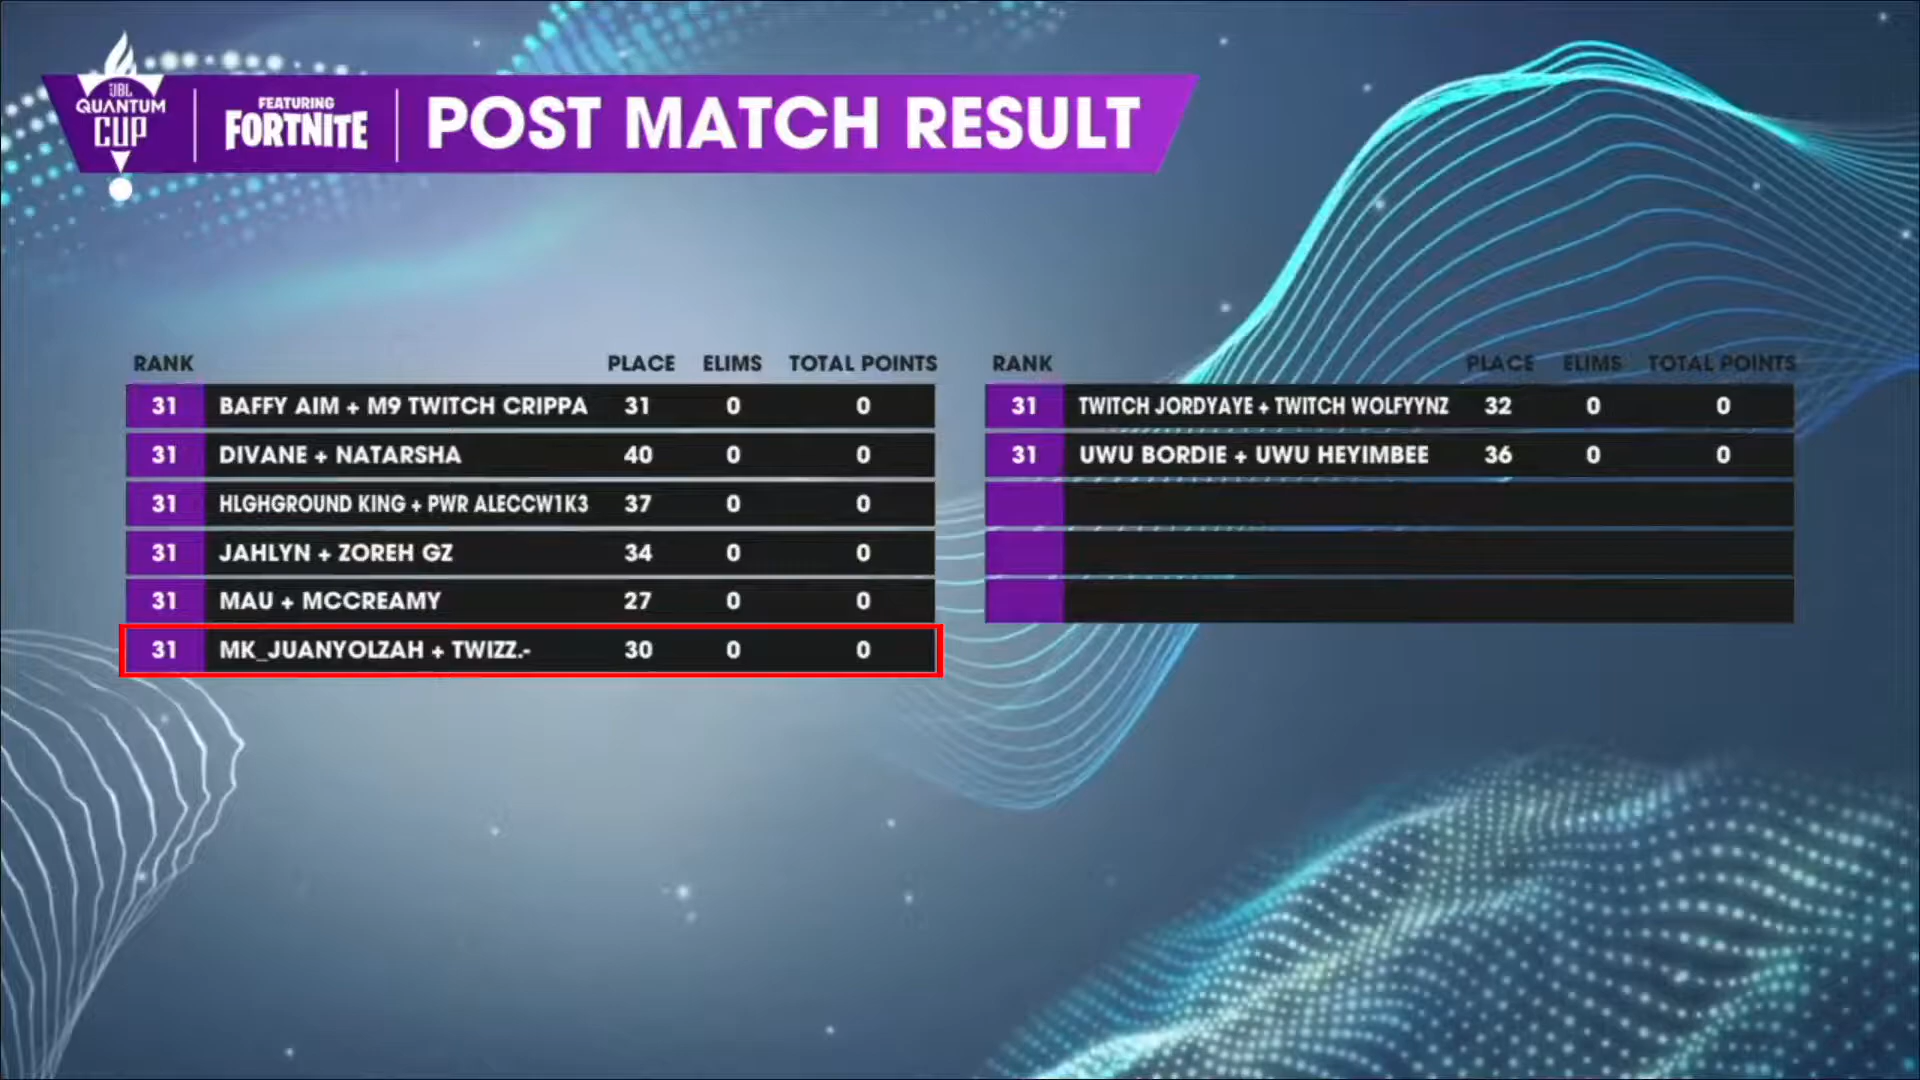 JBL
QUANTUM
CUP
FEATURING
FORTNITE
POST MATCH RESULT
RANK PLACE ELIMS TOTAL POINTS
31 BAFFY AIM + M9 TWITCH CRIPPA 31 0 0
31 DIVANE + NATARSHA 40 0 0
31 HLGHGROUND KING + PWR ALECCW1K3 37 0 0
31 JAHLYN + ZOREH GZ 34 0 0
31 MAU + MCCREAMY 27 0 0
31 MK_JUANYOLZAH + TWIZZ.- 30 0 0
RANK PLACE ELIMS TOTAL POINTS
31 TWITCH JORDYAYE + TWITCH WOLFYYNZ 32 0 0
31 UWU BORDIE + UWU HEYIMBEE 36 0 0